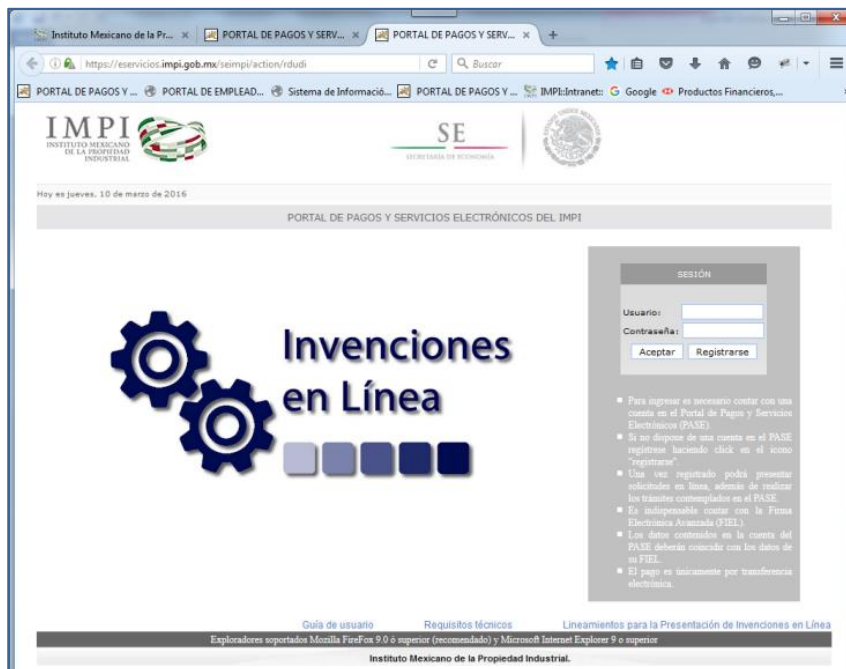 Instituto Mexicano de la Pr...
PORTAL DE PAGOS Y SERV...
PORTAL DE PAGOS Y SERV...
https://eservicios.impi.gob.mx/seimpi/action/rdudi
Buscar
PORTAL DE PAGOS Y ...
PORTAL DE EMPLEAD...
Sistema de Informació...
PORTAL DE PAGOS Y ...
IMPI:Intranet::
Google
Productos Financieros,...
IMPI
INSTITUTO MEXICANO
DE LA PROPIEDAD
INDUSTRIAL
SE
SECRETARÍA DE ECONOMÍA
Hoy es jueves, 10 de marzo de 2016
PORTAL DE PAGOS Y SERVICIOS ELECTRÓNICOS DEL IMPI
Invenciones
en Línea
SESIÓN
Usuario:
Contraseña:
Aceptar Registrarse
Para ingresar es necesario contar con una
cuenta en el Portal de Pagos y Servicios
Electrónicos (PASE).
Si no dispone de una cuenta en el PASE
regístrese haciendo click en el icono
"registrarse".
Una vez registrado podrá presentar
solicitudes en línea, además de realizar
los trámites contemplados en el PASE.
Es indispensable contar con la Firma
Electrónica Avanzada (FIEL).
Los datos contenidos en la cuenta del
PASE deberán coincidir con los datos de
su FIEL.
El pago es únicamente por transferencia
electrónica.
Guía de usuario Requisitos técnicos Lineamientos para la Presentación de Invenciones en Línea
Exploradores soportados Mozilla FireFox 9.0 ó superior (recomendado) y Microsoft Internet Explorer 9 o superior
Instituto Mexicano de la Propiedad Industrial.